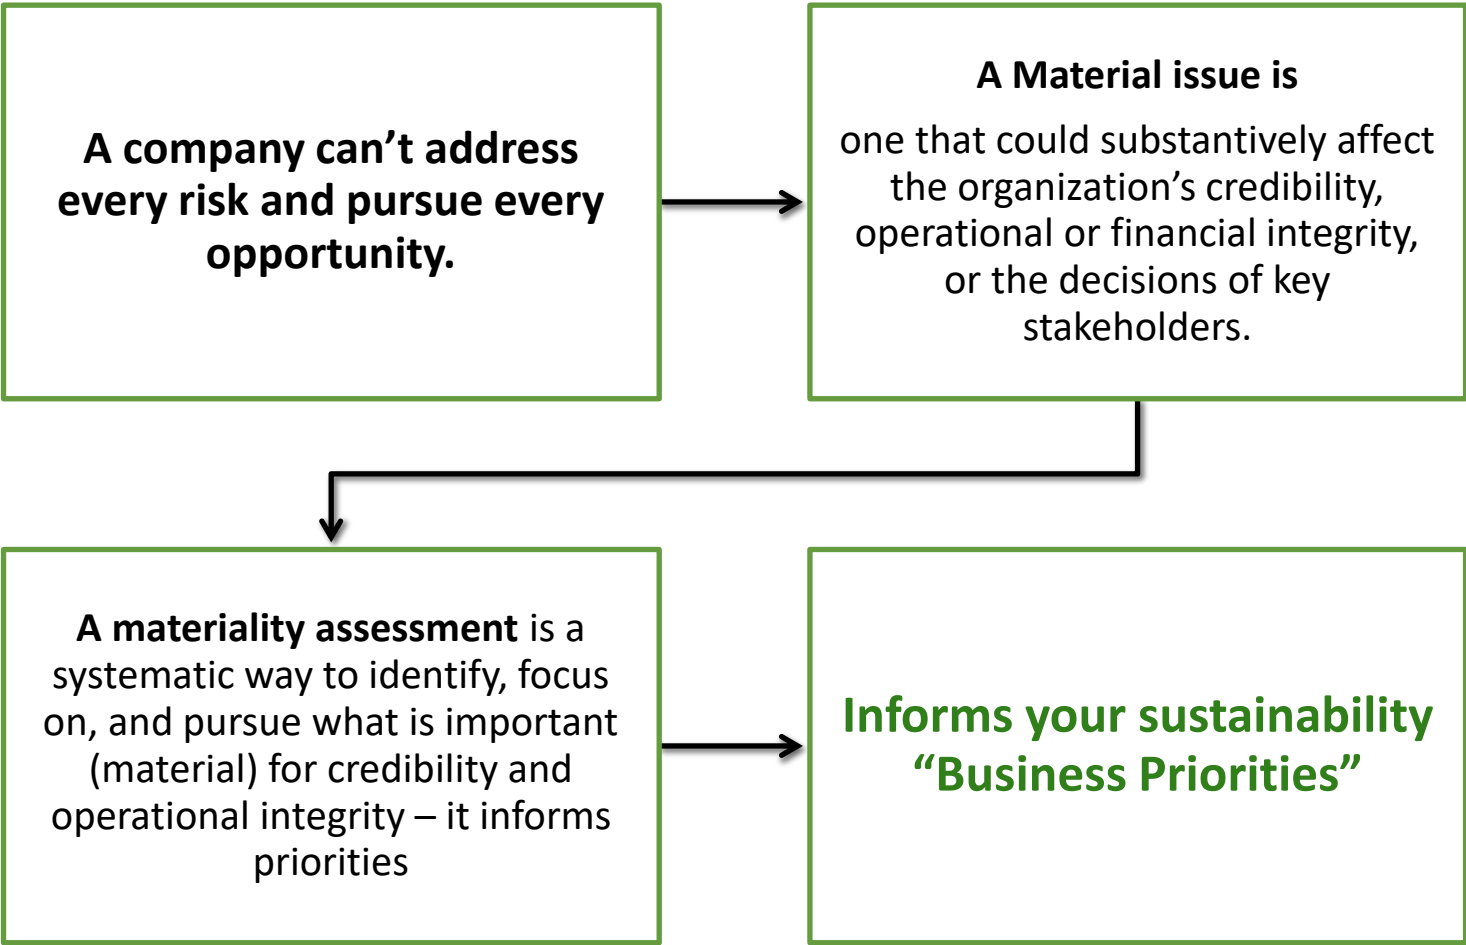 A company can’t address
every risk and pursue every
opportunity.
A Material issue is
one that could substantively affect
the organization’s credibility,
operational or financial integrity,
or the decisions of key
stakeholders.
A materiality assessment is a
systematic way to identify, focus
on, and pursue what is important
(material) for credibility and
operational integrity – it informs
priorities
Informs your sustainability
“Business Priorities”